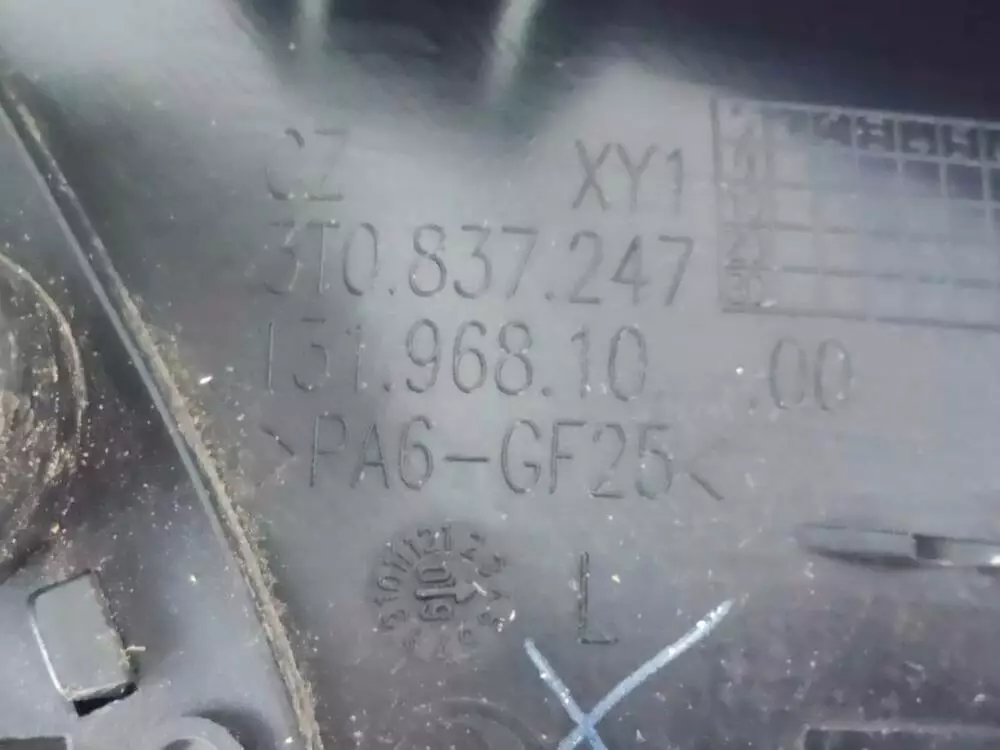 CZ XY1
3T0.837.247
151.968.10 .00
>PA6-GF25<
L